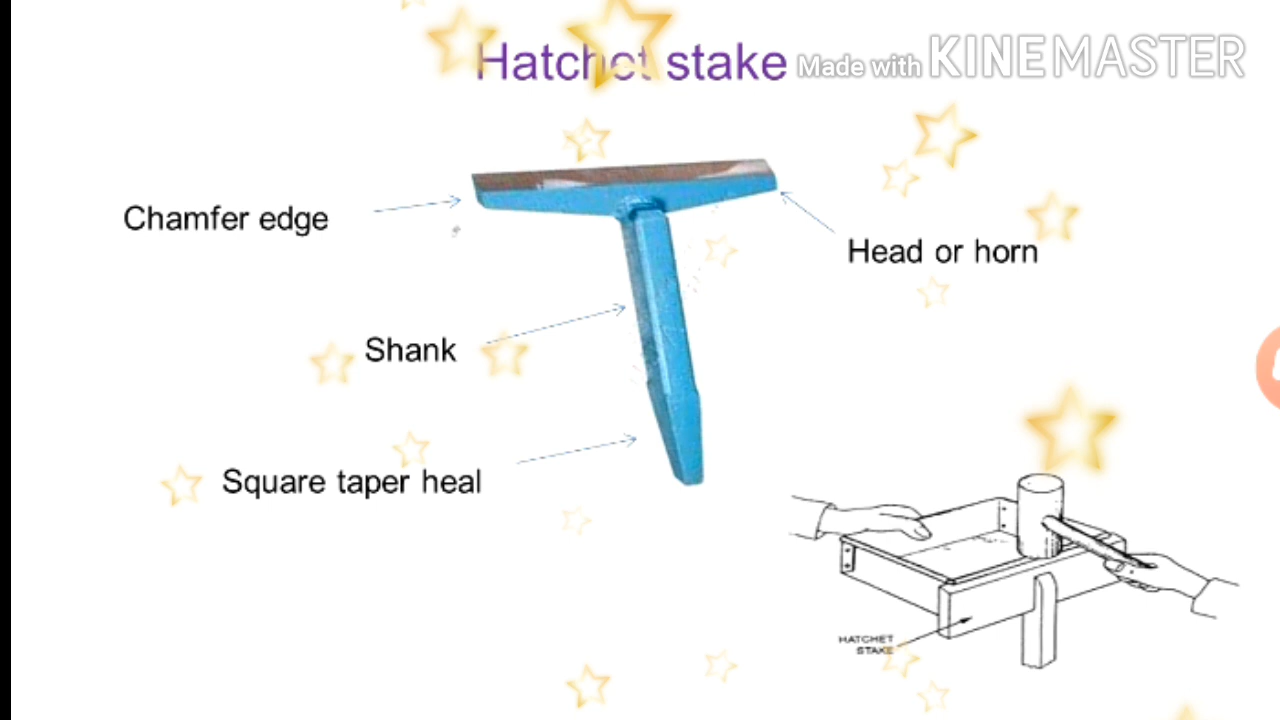 Hatchet stake
Made with KINEMASTER
Chamfer edge
Head or horn
Shank
Square taper heal
HATCHET
STAKE